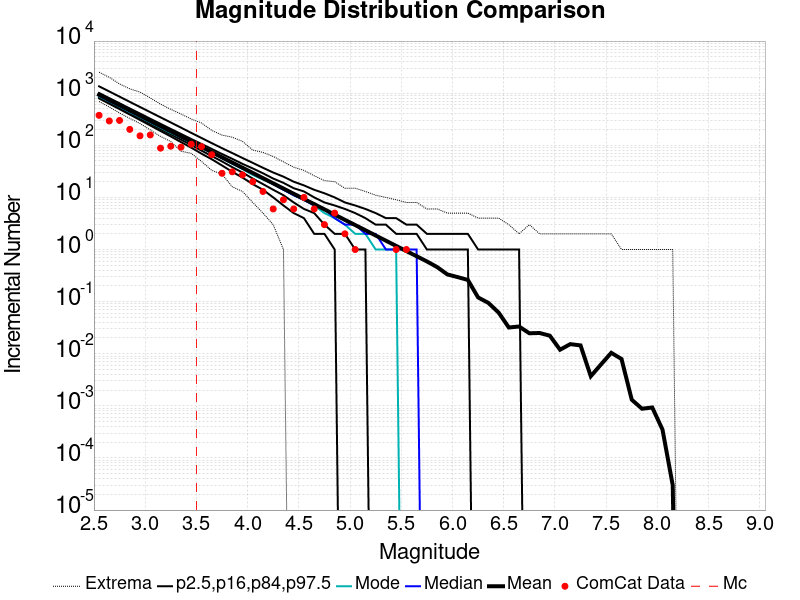 Magnitude Distribution Comparison
10^4
10^3
10^2
10^1
10^0
10^-1
10^-2
10^-3
10^-4
10^-5
Incremental Number
2.5 3.0 3.5 4.0 4.5 5.0 5.5 6.0 6.5 7.0 7.5 8.0 8.5 9.0
Magnitude
Extrema p2.5,p16,p84,p97.5 Mode Median Mean ComCat Data Mc